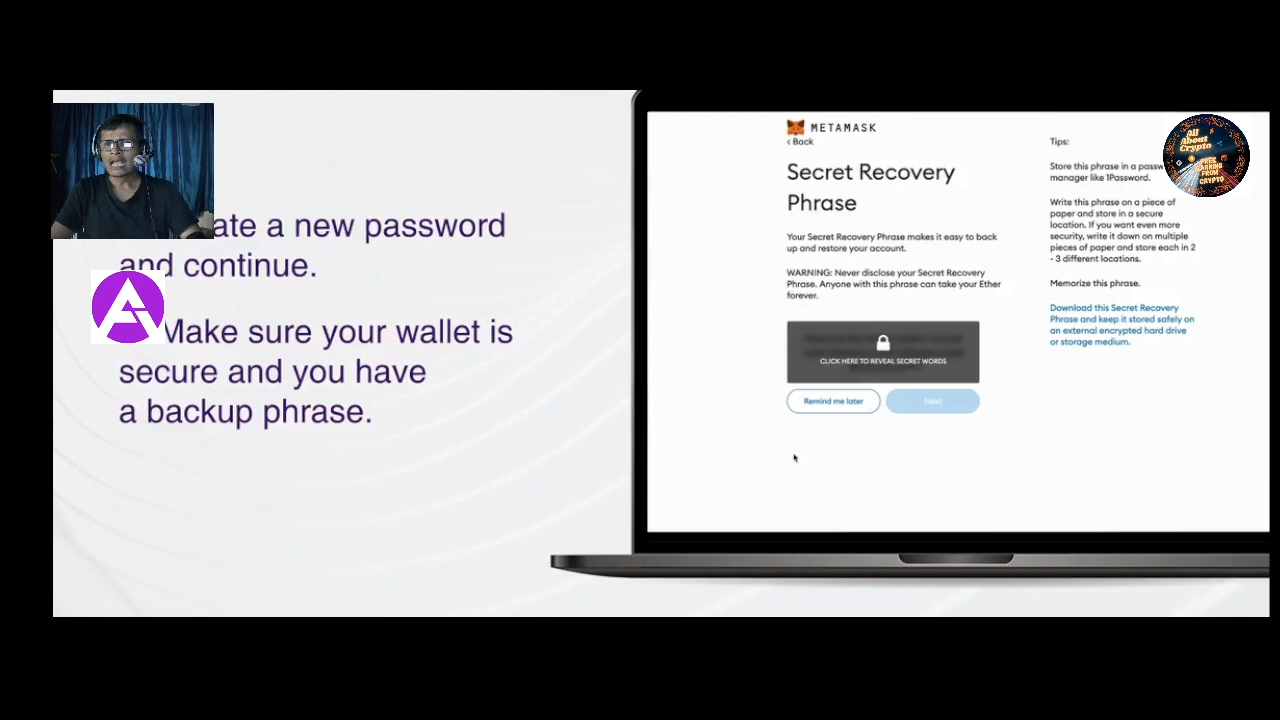 ate a new password
and continue.
Make sure your wallet is
secure and you have
a backup phrase.
METAMASK
< Back
Secret Recovery
Phrase
Your Secret Recovery Phrase makes it easy to back
up and restore your account.
WARNING: Never disclose your Secret Recovery
Phrase. Anyone with this phrase can take your Ether
forever.
CLICK HERE TO REVEAL SECRET WORDS
Remind me later
Next
Tips:
Store this phrase in a passw
manager like 1Password.
Write this phrase on a piece of
paper and store in a secure
location. If you want even more
security, write it down on multiple
pieces of paper and store each in 2
- 3 different locations.
Memorize this phrase.
Download this Secret Recovery
Phrase and keep it stored safely on
an external encrypted hard drive
or storage medium.
All
About
Crypto
FREE
EARNING
FROM
CRYPTO